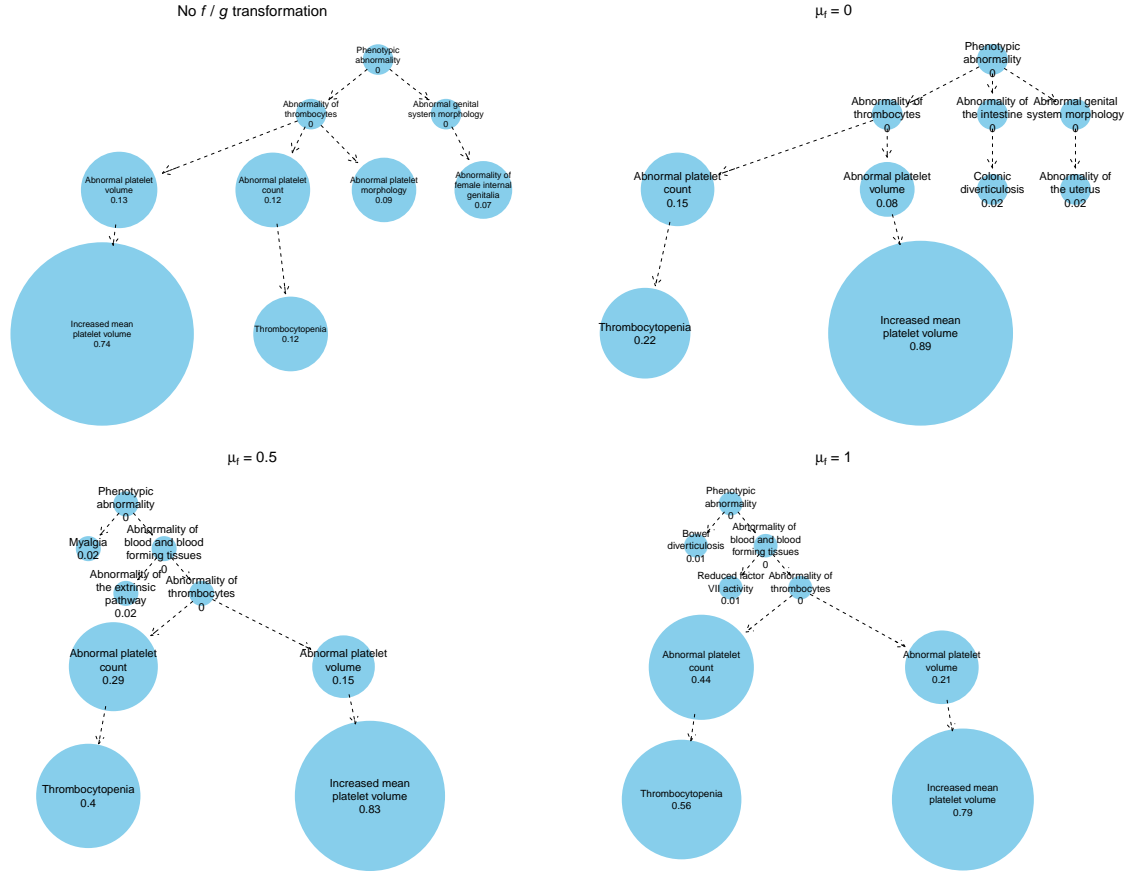 No f / g transformation
Phenotypic
abnormality
0
Abnormality of
thrombocytes
0
Abnormal genital
system morphology
0
Abnormal platelet
volume
0.13
Abnormal platelet
count
0.12
Abnormal platelet
morphology
0.09
Abnormality of
female internal
genitalia
0.07
Increased mean
platelet volume
0.74
Thrombocytopenia
0.12
μf = 0
Phenotypic
abnormality
0
Abnormality of
thrombocytes
0
Abnormality of
the intestine
0
Abnormal genital
system morphology
0
Abnormal platelet
count
0.15
Abnormal platelet
volume
0.08
Colonic
diverticulosis
0.02
Abnormality of
the uterus
0.02
Thrombocytopenia
0.22
Increased mean
platelet volume
0.89
μf = 0.5
Phenotypic
abnormality
0
Myalgia
0.02
Abnormality of
blood and blood
forming tissues
0
Abnormality of
the extrinsic
pathway
0.02
Abnormality of
thrombocytes
0
Abnormal platelet
count
0.29
Abnormal platelet
volume
0.15
Thrombocytopenia
0.4
Increased mean
platelet volume
0.83
μf = 1
Phenotypic
abnormality
0
Bowel
diverticulosis
0.01
Abnormality of
blood and blood
forming tissues
0
Reduced factor
VII activity
0.01
Abnormality of
thrombocytes
0
Abnormal platelet
count
0.44
Abnormal platelet
volume
0.21
Thrombocytopenia
0.56
Increased mean
platelet volume
0.79